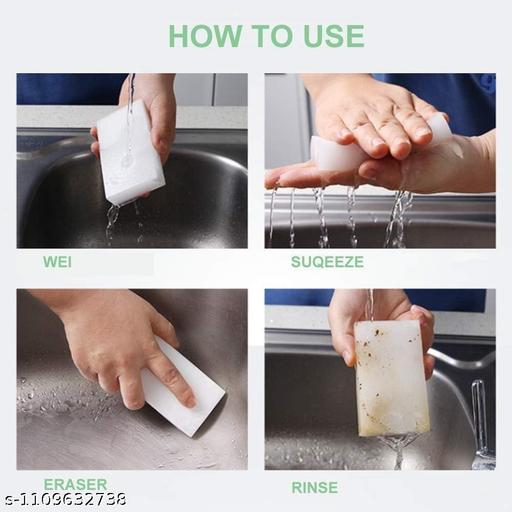 HOW TO USE
WEI
SUQEEZE
ERASER
RINSE
s-1109632738